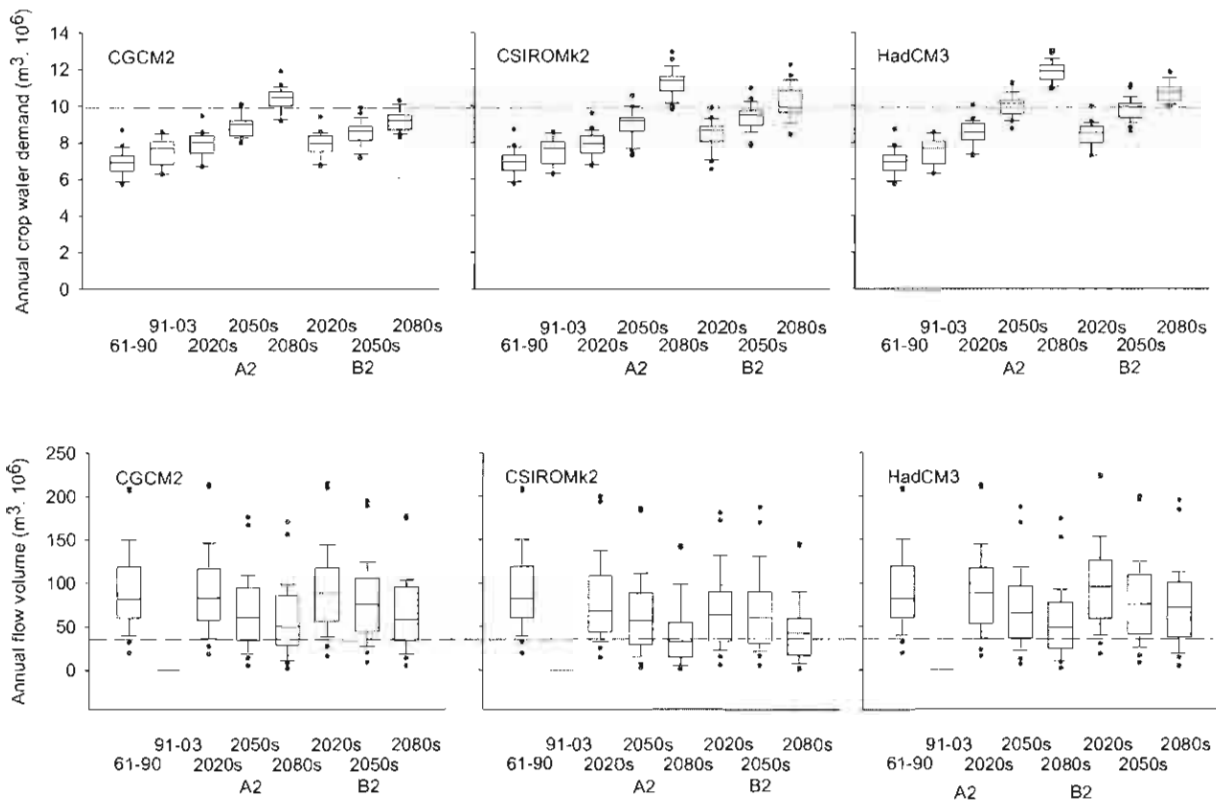 Annual crop water demand (m³. 10⁶)
14
12
10
8
6
4
2
0
CGCM2
CSIROMk2
HadCM3
91-03 2050s 2020s 2080s
61-90 2020s 2080s 2050s
A2 B2
91-03 2050s 2020s 2080s
61-90 2020s 2080s 2050s
A2 B2
91-03 2050s 2020s 2080s
61-90 2020s 2080s 2050s
A2 B2
Annual flow volume (m³. 10⁶)
250
200
150
100
50
0
CGCM2
CSIROMk2
HadCM3
91-03 2050s 2020s 2080s
61-90 2020s 2080s 2050s
A2 B2
91-03 2050s 2020s 2080s
61-90 2020s 2080s 2050s
A2 B2
91-03 2050s 2020s 2080s
61-90 2020s 2080s 2050s
A2 B2